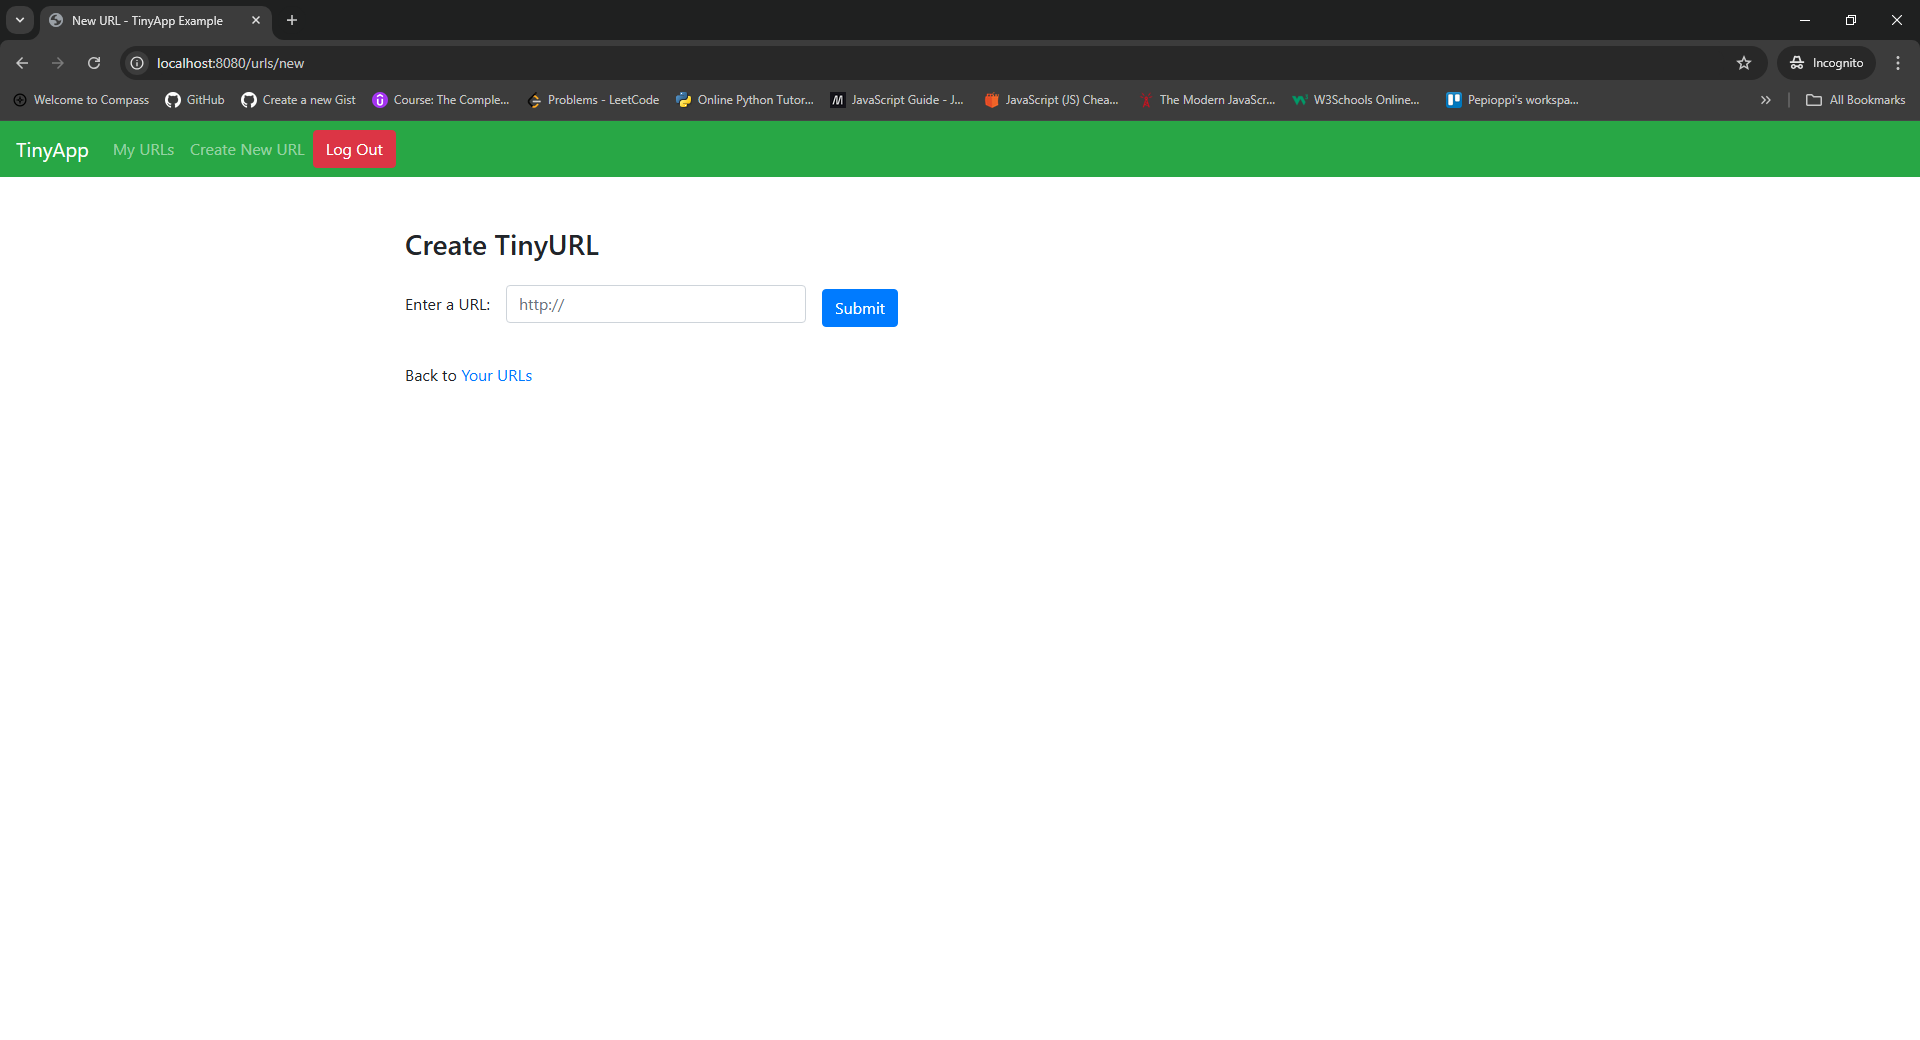 New URL - TinyApp Example
localhost:8080/urls/new
Incognito
Welcome to Compass GitHub Create a new Gist Course: The Comple... Problems - LeetCode Online Python Tutor... JavaScript Guide - J... JavaScript (JS) Chea... The Modern JavaScr... W3Schools Online... Pepioppi's workspa... All Bookmarks
TinyApp My URLs Create New URL Log Out
Create TinyURL
Enter a URL: http:// Submit
Back to Your URLs